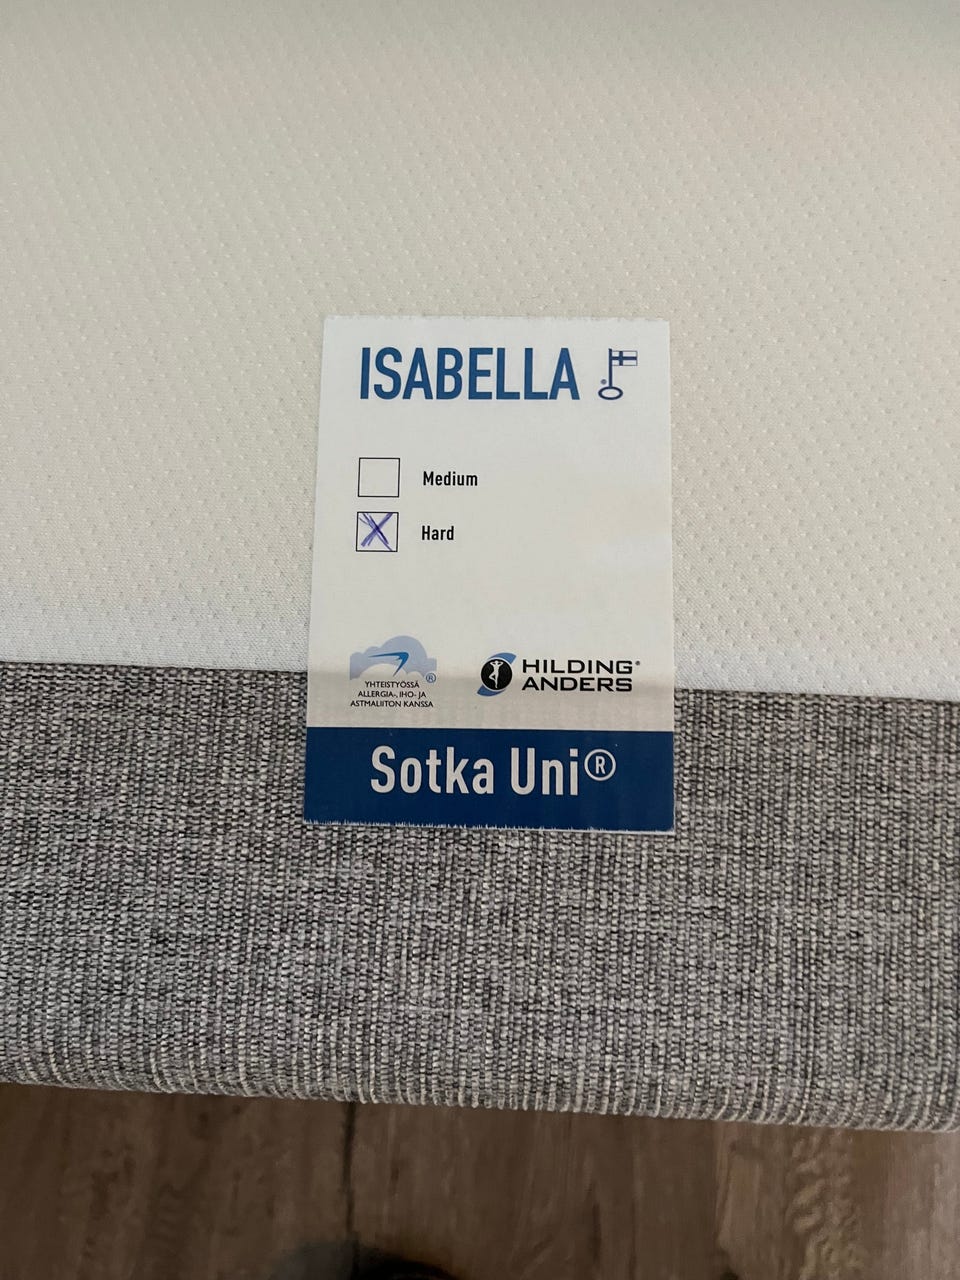 ISABELLA
Medium
Hard
YHTEISTYÖSSÄ
ALLERGIA-, IHO- JA
ASTMALIITON KANSSA
HILDING®
ANDERS
Sotka Uni®